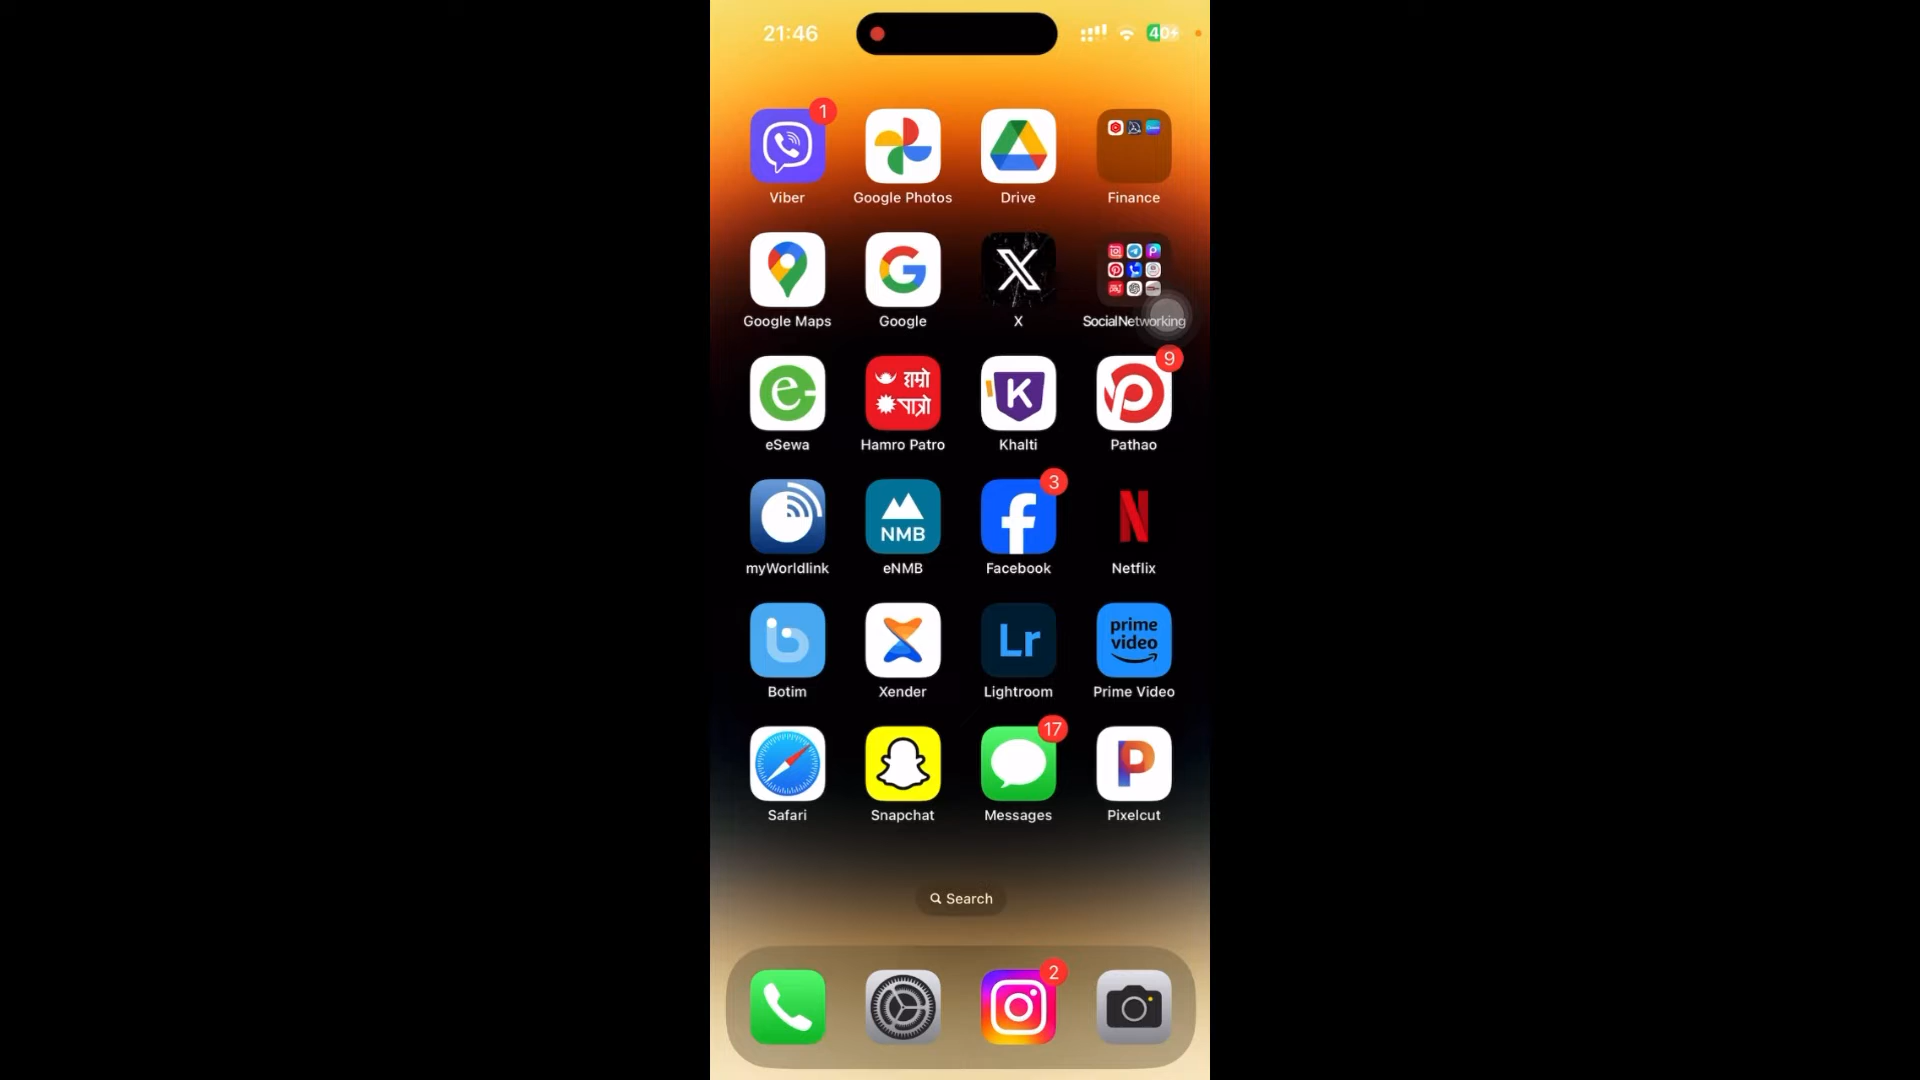 21:46
40
1
Viber
Google Photos
Drive
Finance
Google Maps
Google
X
SocialNetworking
e
हाम्रो
पात्रो
K
9
eSewa
Hamro Patro
Khalti
Pathao
NMB
3
myWorldlink
eNMB
Facebook
Netflix
Lr
prime
video
Botim
Xender
Lightroom
Prime Video
17
Safari
Snapchat
Messages
Pixelcut
Search
2